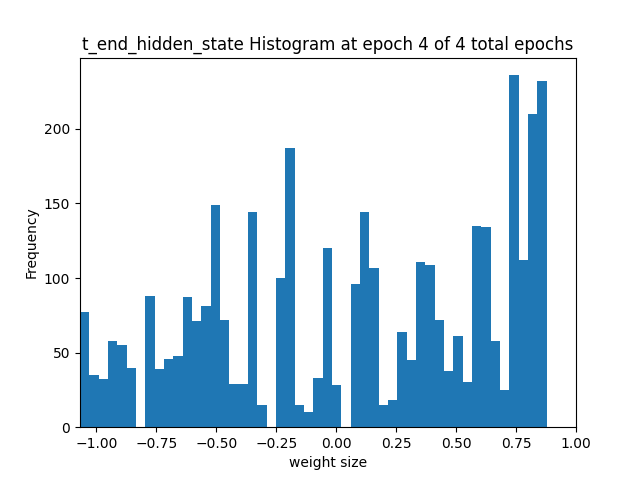 t_end_hidden_state Histogram at epoch 4 of 4 total epochs
Frequency
200
150
100
50
0
−1.00 −0.75 −0.50 −0.25 0.00 0.25 0.50 0.75 1.00
weight size